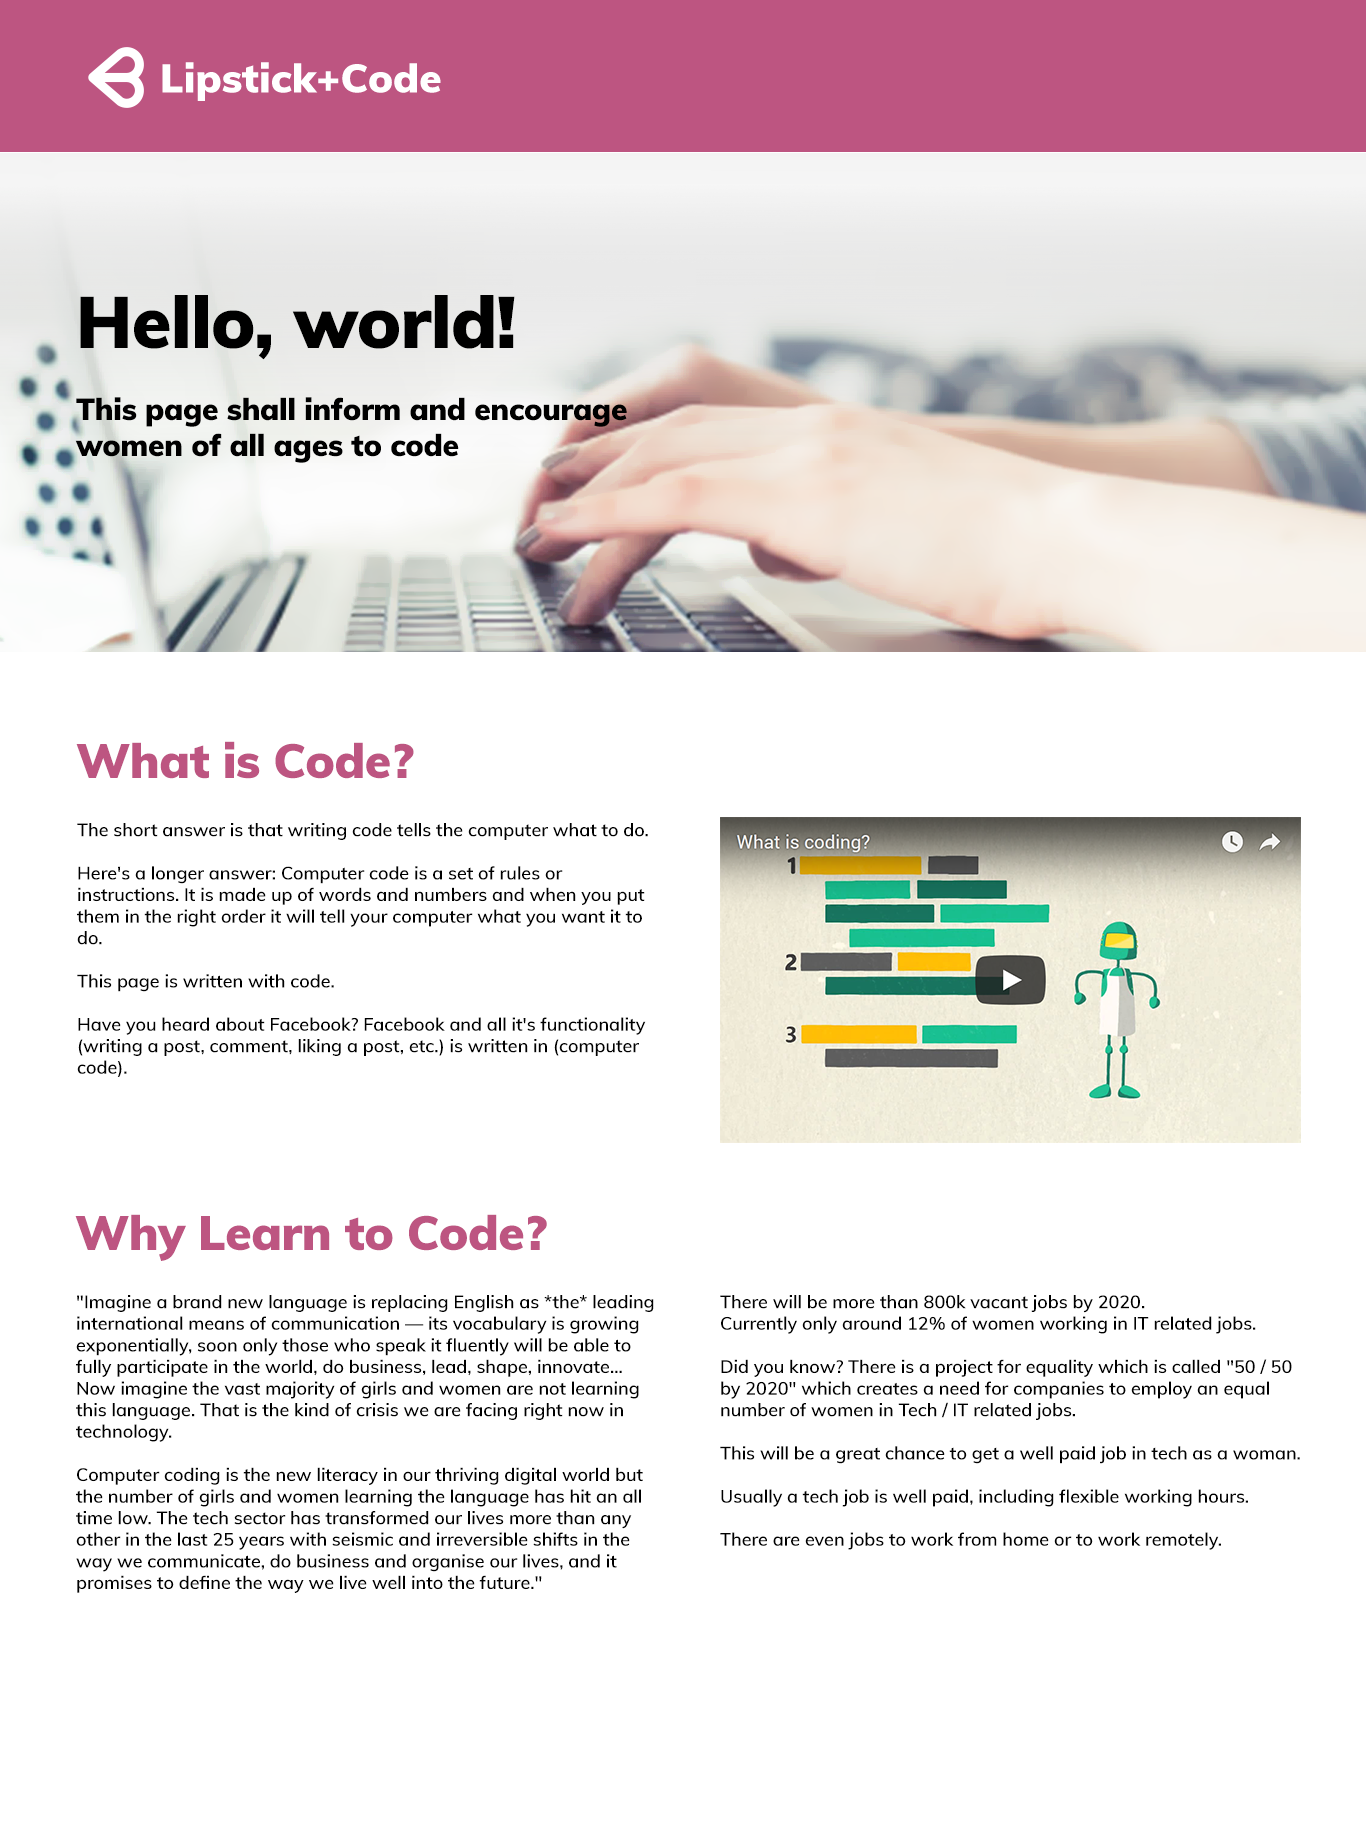 Lipstick+Code
Hello, world!
This page shall inform and encourage
women of all ages to code
What is Code?
The short answer is that writing code tells the computer what to do.
Here's a longer answer: Computer code is a set of rules or
instructions. It is made up of words and numbers and when you put
them in the right order it will tell your computer what you want it to
do.
This page is written with code.
Have you heard about Facebook? Facebook and all it's functionality
(writing a post, comment, liking a post, etc.) is written in (computer
code).
What is coding?
1
2
3
Why Learn to Code?
"Imagine a brand new language is replacing English as *the* leading
international means of communication — its vocabulary is growing
exponentially, soon only those who speak it fluently will be able to
fully participate in the world, do business, lead, shape, innovate...
Now imagine the vast majority of girls and women are not learning
this language. That is the kind of crisis we are facing right now in
technology.
Computer coding is the new literacy in our thriving digital world but
the number of girls and women learning the language has hit an all
time low. The tech sector has transformed our lives more than any
other in the last 25 years with seismic and irreversible shifts in the
way we communicate, do business and organise our lives, and it
promises to define the way we live well into the future."
There will be more than 800k vacant jobs by 2020.
Currently only around 12% of women working in IT related jobs.
Did you know? There is a project for equality which is called "50 / 50
by 2020" which creates a need for companies to employ an equal
number of women in Tech / IT related jobs.
This will be a great chance to get a well paid job in tech as a woman.
Usually a tech job is well paid, including flexible working hours.
There are even jobs to work from home or to work remotely.